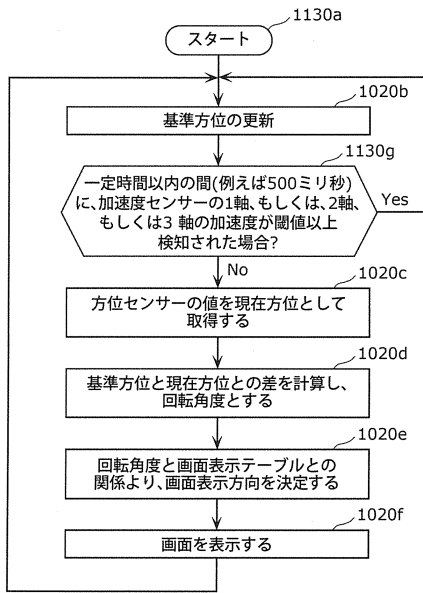 1130a
スタート
1020b
基準方位の更新
1130g
一定時間以内の間(例えば500ミリ秒)
に、加速度センサーの1軸、もしくは、2軸、
もしくは3 軸の加速度が閾値以上
検知された場合?
Yes
No
1020c
方位センサーの値を現在方位として
取得する
1020d
基準方位と現在方位との差を計算し、
回転角度とする
1020e
回転角度と画面表示テーブルとの
関係より、画面表示方向を決定する
1020f
画面を表示する